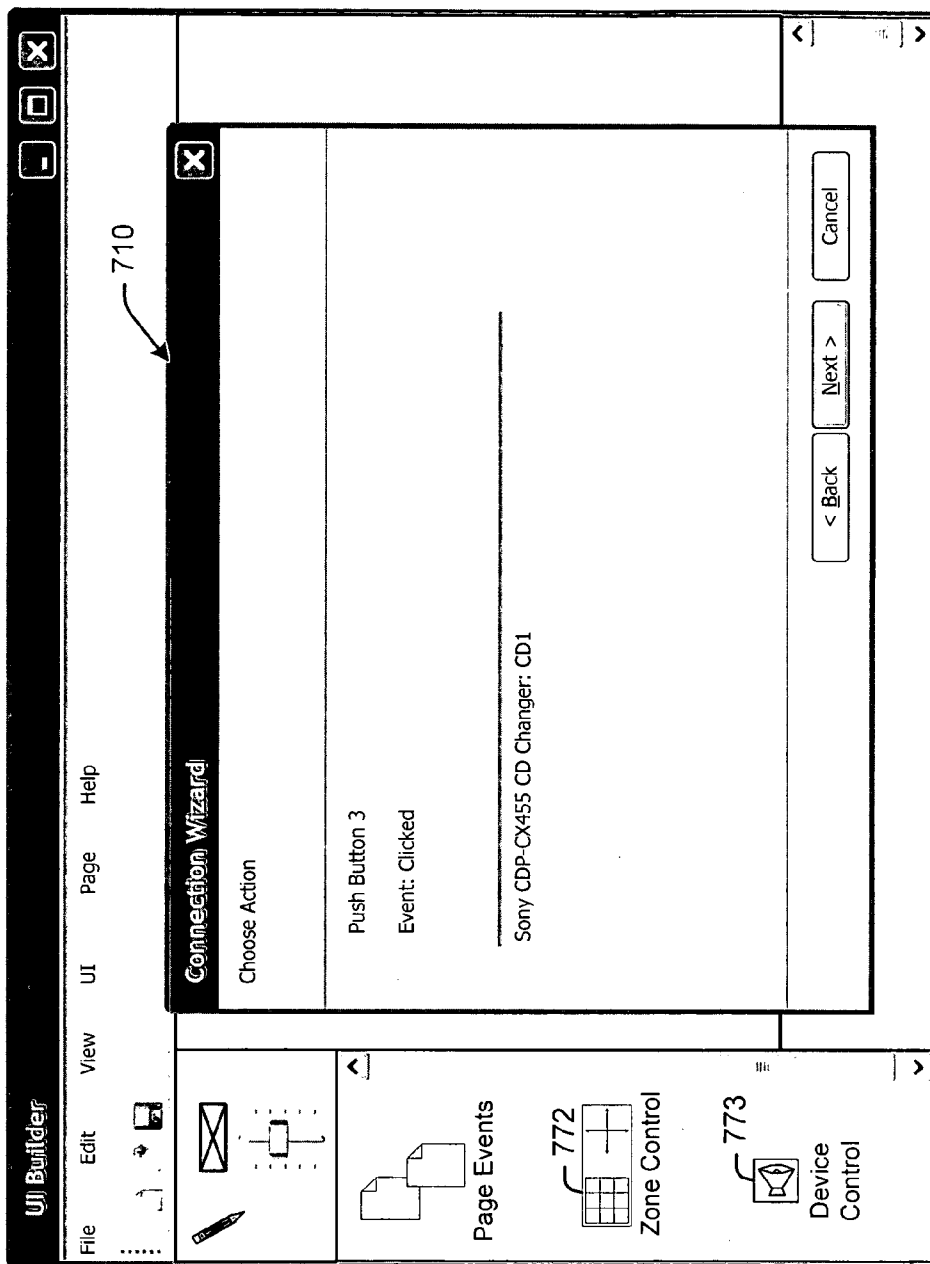 UI Builder
File Edit View UI Page Help
710
Connection Wizard
Choose Action
Push Button 3
Event: Clicked
Sony CDP-CX455 CD Changer: CD1
< Back Next > Cancel
Page Events
772
Zone Control
773
Device
Control